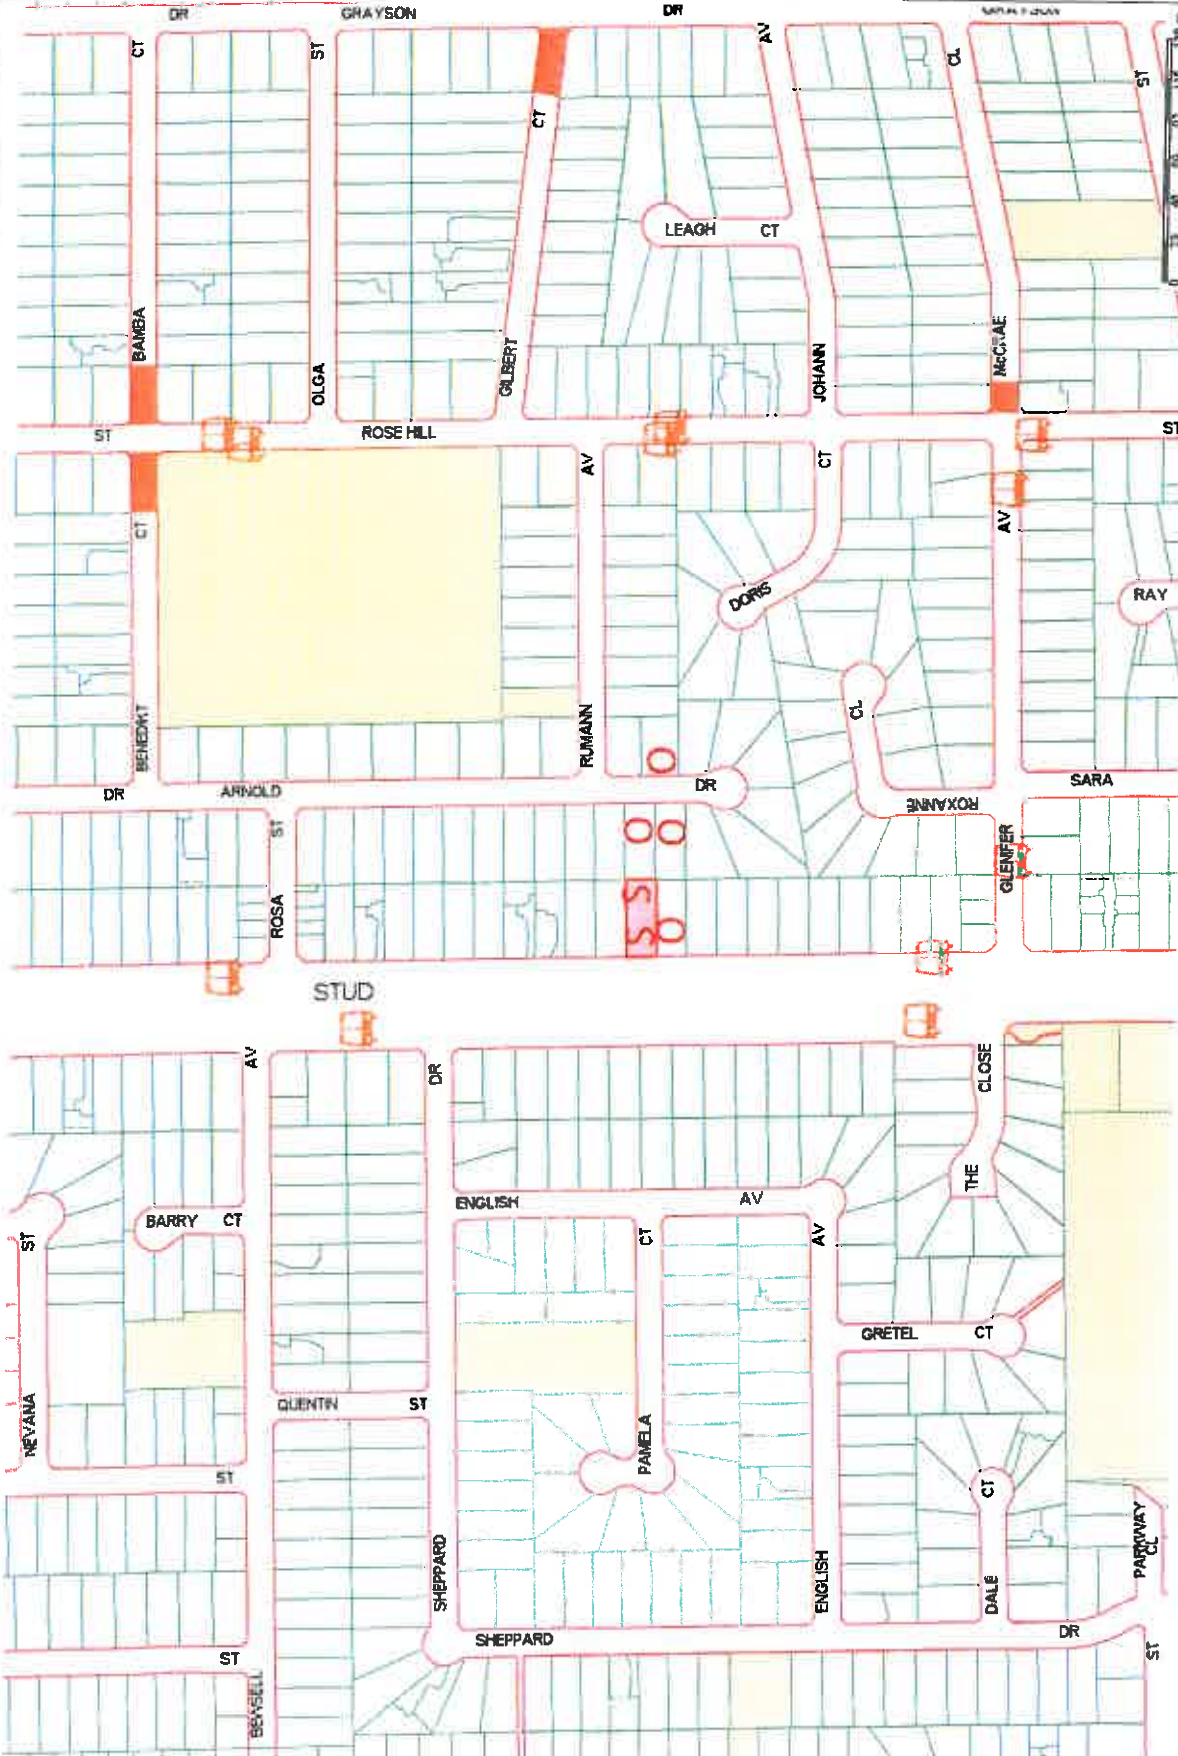 DR
GRAYSON
DR
CT
ST
AV
CL
ST
CT
LEAGH CT
BAMBA
OLGA
GILBERT
JOHANN
McCRAE
ST
ROSE HILL
ST
AV
CT
CT
AV
DORIS
RAY
BENEDIKT
RUMANN
CL
DR
ARNOLD
DR
SARA
ROXANNE
O
ST
O O
GLENIFER
ROSA
S S
S S
O
STUD
AV
DR
CLOSE
THE
ENGLISH
AV
BARRY CT
ST
CT
AV
GRETEL CT
QUENTIN ST
NEVANA
PAMELA
ST
CT
PARKWAY
CL
SHEPPARD
ENGLISH
DALE
SHEPPARD
DR
ST
ST